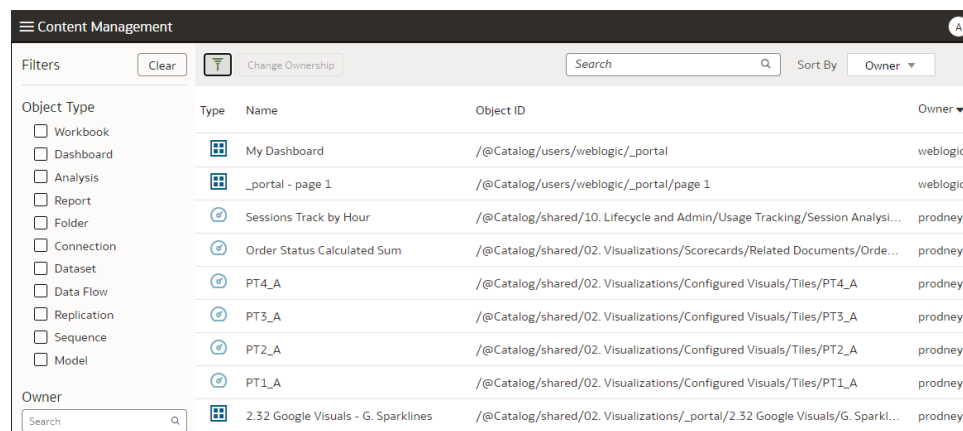 Content Management
A
Filters Clear Change Ownership Search Sort By Owner
Object Type
Workbook
Dashboard
Analysis
Report
Folder
Connection
Dataset
Data Flow
Replication
Sequence
Model
Owner
Search
Type Name Object ID Owner
My Dashboard /@Catalog/users/weblogic/_portal weblogic
_portal - page 1 /@Catalog/users/weblogic/_portal/page 1 weblogic
Sessions Track by Hour /@Catalog/shared/10. Lifecycle and Admin/Usage Tracking/Session Analysi... prodney
Order Status Calculated Sum /@Catalog/shared/02. Visualizations/Scorecards/Related Documents/Orde... prodney
PT4_A /@Catalog/shared/02. Visualizations/Configured Visuals/Tiles/PT4_A prodney
PT3_A /@Catalog/shared/02. Visualizations/Configured Visuals/Tiles/PT3_A prodney
PT2_A /@Catalog/shared/02. Visualizations/Configured Visuals/Tiles/PT2_A prodney
PT1_A /@Catalog/shared/02. Visualizations/Configured Visuals/Tiles/PT1_A prodney
2.32 Google Visuals - G. Sparklines /@Catalog/shared/02. Visualizations/_portal/2.32 Google Visuals/G. Sparkl... prodney